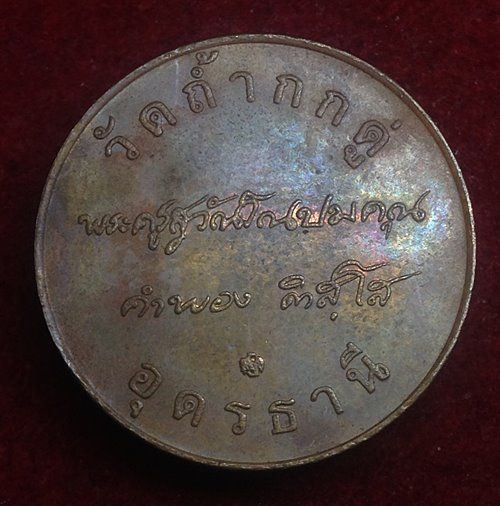 วัดถ้ำกกดู่
พระครูสุวัณโณปมคุณ
คำพอง ติสฺโส
อุดรธานี